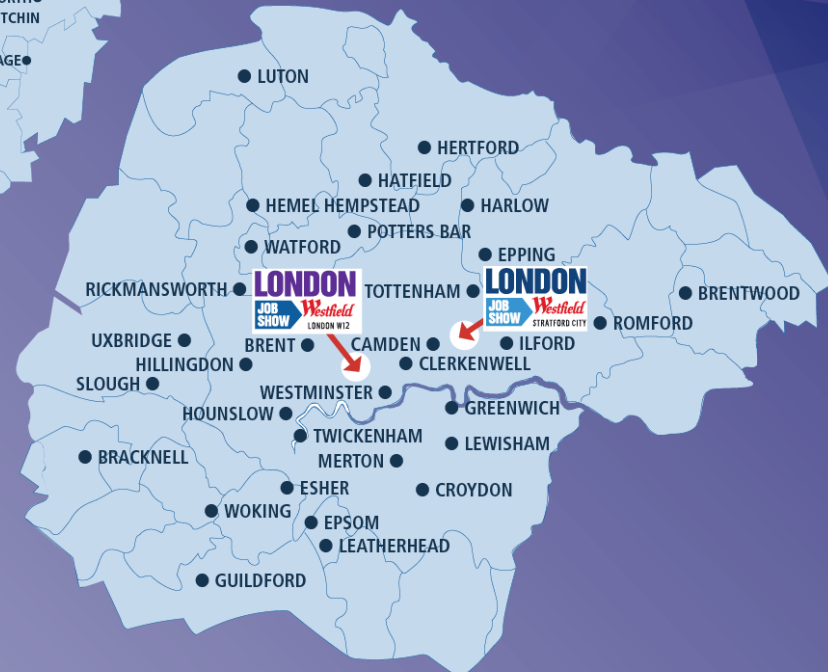 TCHIN
AGE
LUTON
HERTFORD
HATFIELD
HEMEL HEMPSTEAD
HARLOW
POTTERS BAR
WATFORD
EPPING
LONDON
JOB
SHOW
Westfield
LONDON W12
LONDON
JOB
SHOW
Westfield
STRATFORD CITY
RICKMANSWORTH
TOTTENHAM
BRENTWOOD
ROMFORD
UXBRIDGE
BRENT
CAMDEN
ILFORD
HILLINGDON
CLERKENWELL
SLOUGH
WESTMINSTER
GREENWICH
HOUNSLOW
TWICKENHAM
LEWISHAM
BRACKNELL
MERTON
ESHER
CROYDON
WOKING
EPSOM
LEATHERHEAD
GUILDFORD